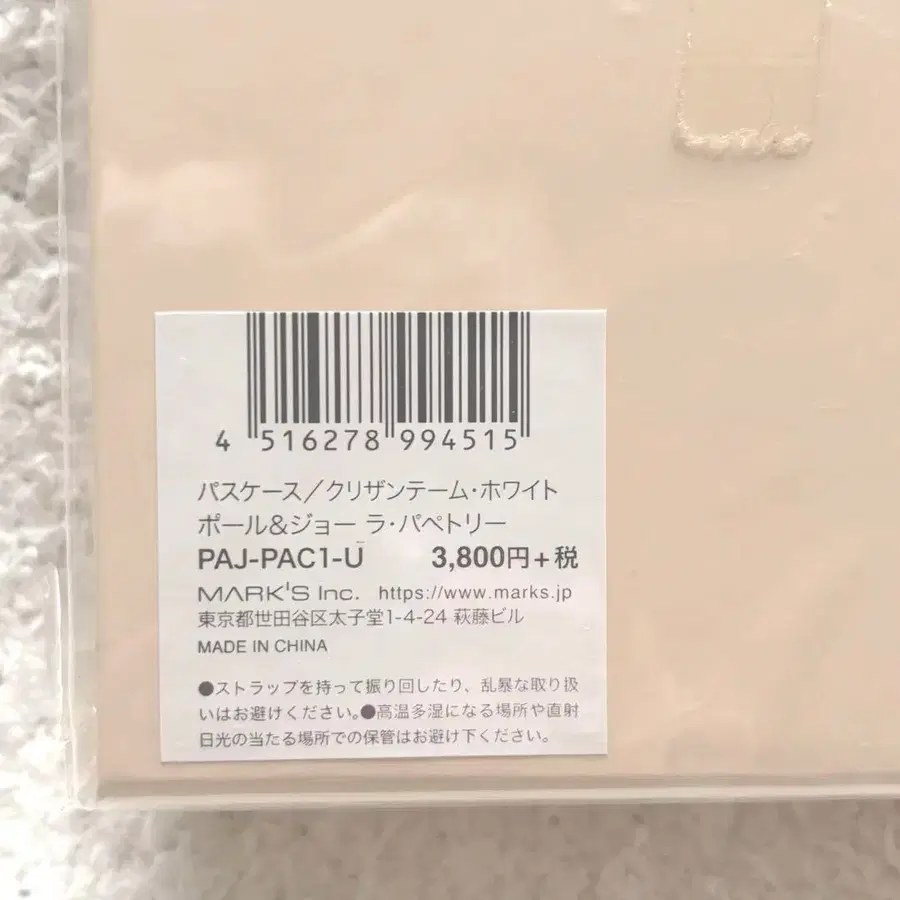 4 516278 994515
パスケース/クリザンテーム・ホワイト
ポール&ジョー ラ・パペトリー
PAJ-PAC1-U 3,800円+税
MARK'S Inc. https://www.marks.jp
東京都世田谷区太子堂1-4-24 萩藤ビル
MADE IN CHINA
●ストラップを持って振り回したり、乱暴な取り扱
いはお避けください。●高温多湿になる場所や直射
日光の当たる場所での保管はお避け下ください。